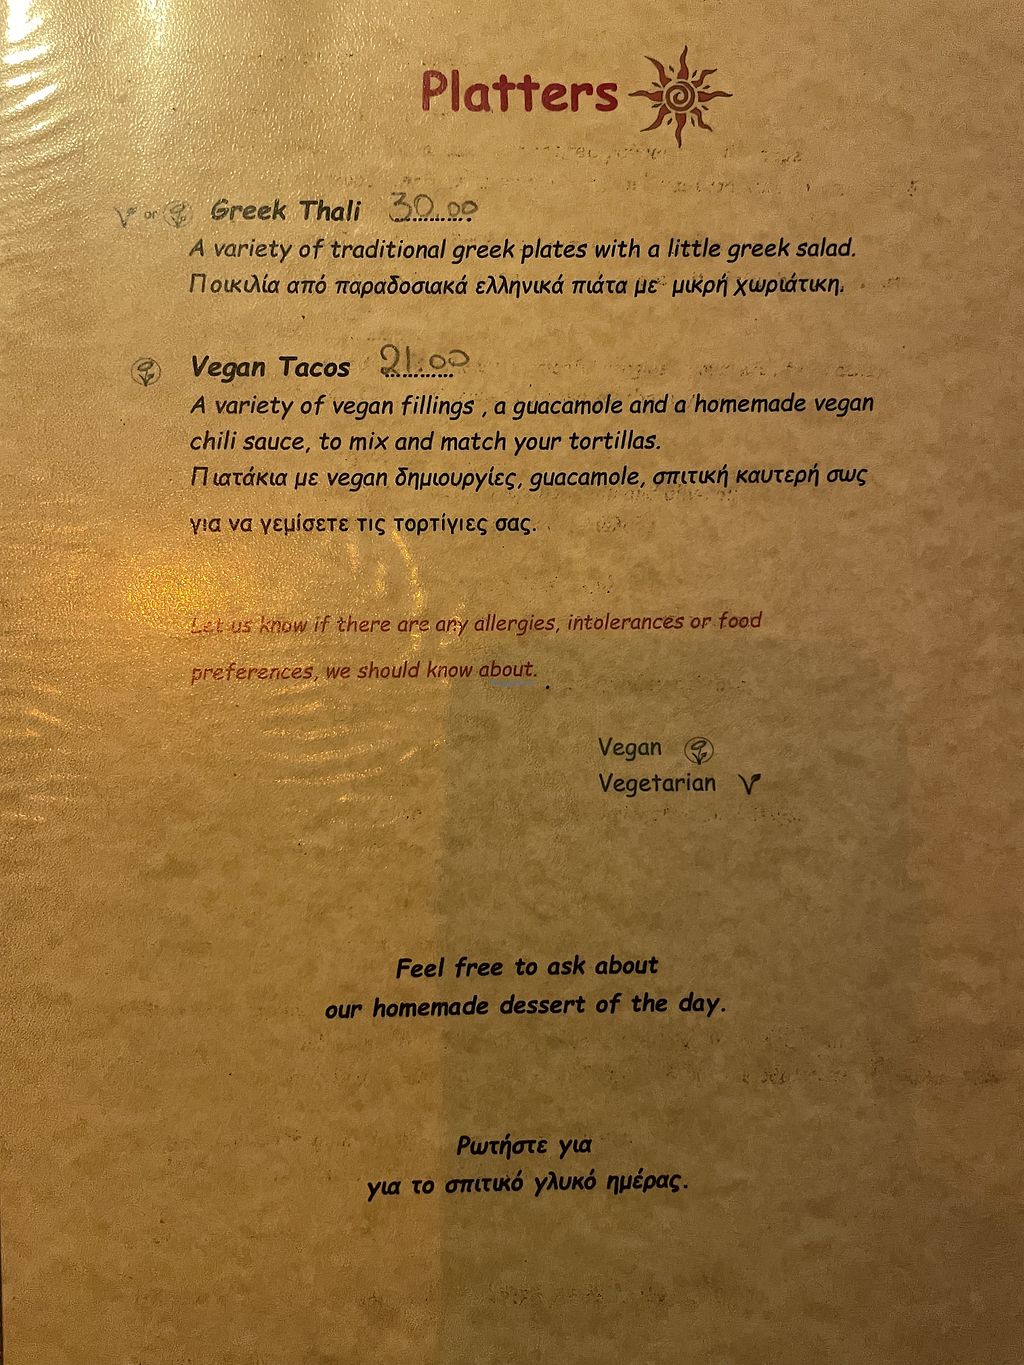 Platters
or Greek Thali 30.00
A variety of traditional greek plates with a little greek salad.
Ποικιλία από παραδοσιακά ελληνικά πιάτα με μικρή χωριάτικη.
Vegan Tacos 21.00
A variety of vegan fillings , a guacamole and a homemade vegan
chili sauce, to mix and match your tortillas.
Πιατάκια με vegan δημιουργίες, guacamole, σπιτική καυτερή σως
για να γεμίσετε τις τορτίγιες σας.
Let us know if there are any allergies, intolerances or food
preferences, we should know about.
Vegan
Vegetarian
Feel free to ask about
our homemade dessert of the day.
Ρωτήστε για
για το σπιτικό γλυκό ημέρας.